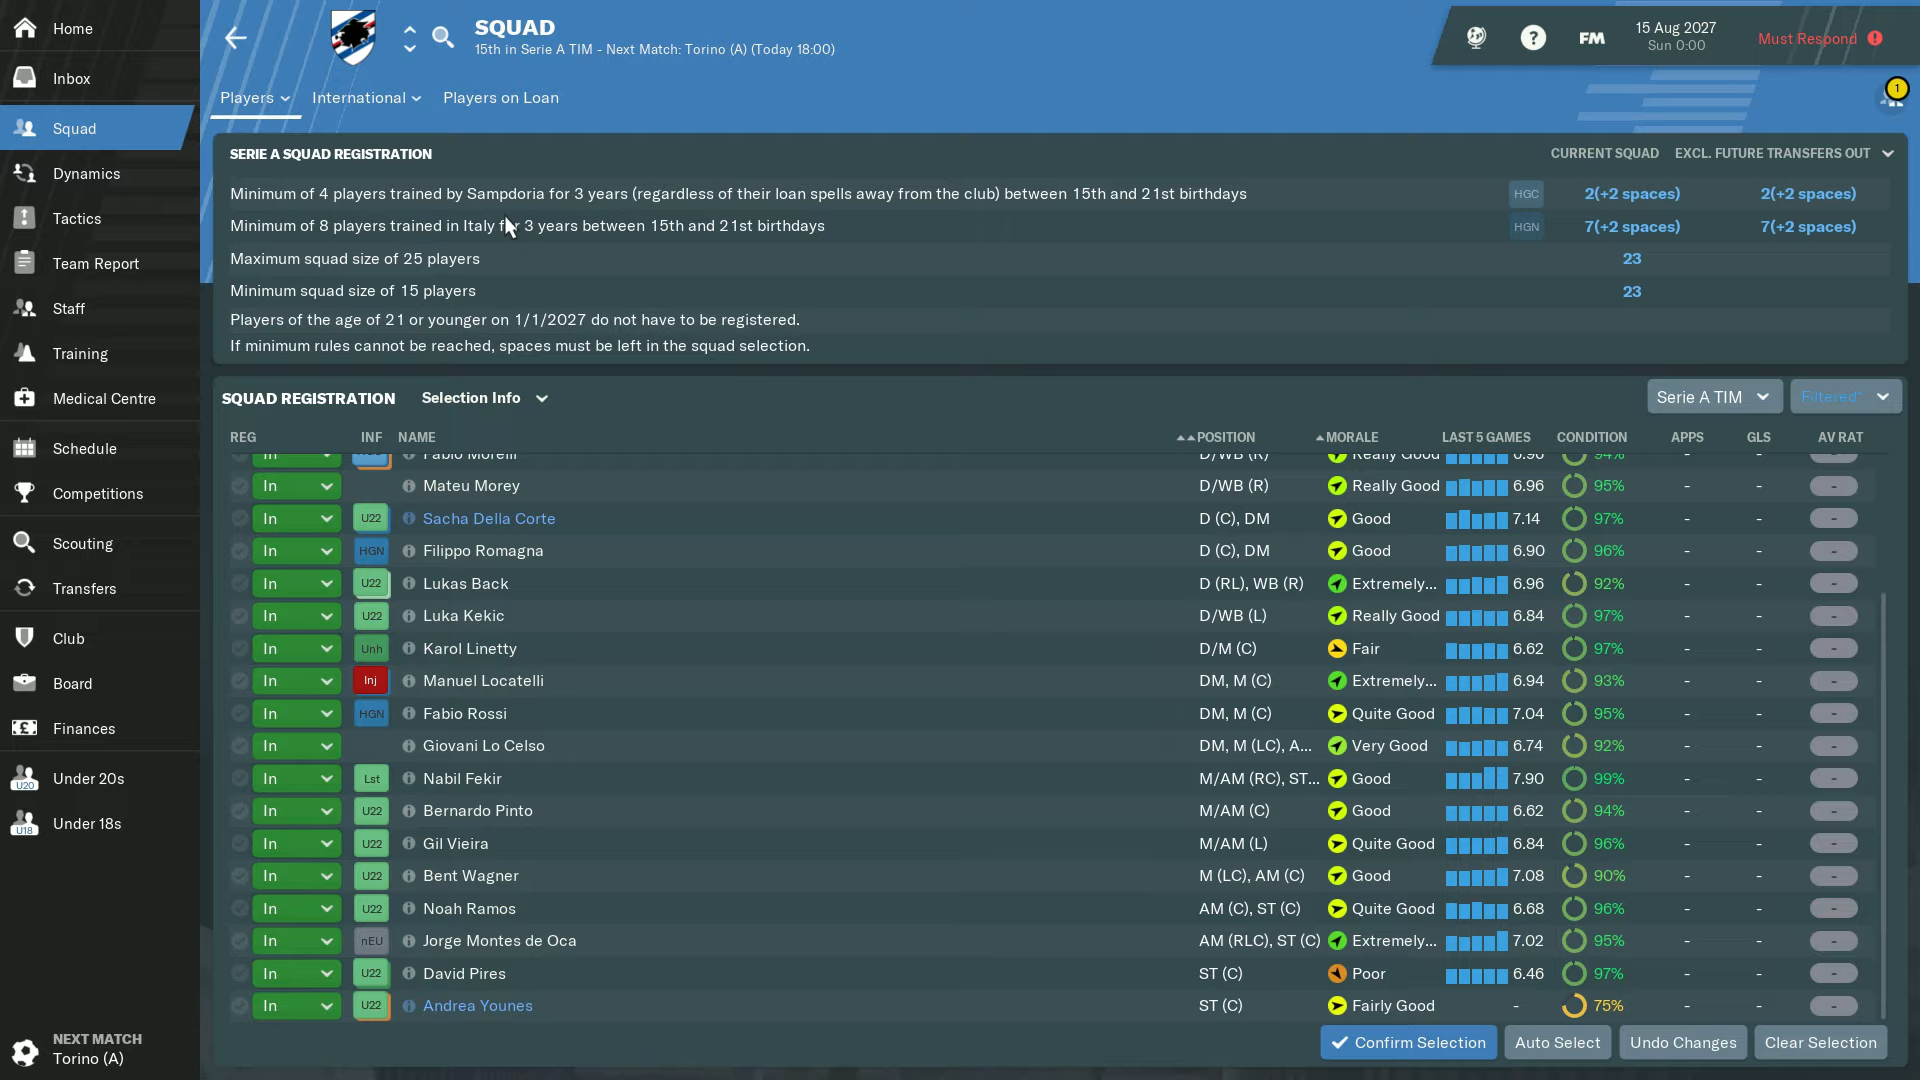 Home
Inbox
Squad
Dynamics
Tactics
Team Report
Staff
Training
Medical Centre
Schedule
Competitions
Scouting
Transfers
Club
Board
Finances
U20 Under 20s
U18 Under 18s
NEXT MATCH
Torino (A)
SQUAD
15th in Serie A TIM - Next Match: Torino (A) (Today 18:00)
? FM
15 Aug 2027
Sun 0:00
Must Respond !
Players International Players on Loan
1
SERIE A SQUAD REGISTRATION CURRENT SQUAD EXCL. FUTURE TRANSFERS OUT
Minimum of 4 players trained by Sampdoria for 3 years (regardless of their loan spells away from the club) between 15th and 21st birthdays HGC 2(+2 spaces) 2(+2 spaces)
Minimum of 8 players trained in Italy for 3 years between 15th and 21st birthdays HGN 7(+2 spaces) 7(+2 spaces)
Maximum squad size of 25 players 23
Minimum squad size of 15 players 23
Players of the age of 21 or younger on 1/1/2027 do not have to be registered.
If minimum rules cannot be reached, spaces must be left in the squad selection.
SQUAD REGISTRATION Selection Info Serie A TIM Filtered*
REG INF NAME POSITION MORALE LAST 5 GAMES CONDITION APPS GLS AV RAT
In Fabio Morelli D/WB (R) Really Good 6.90 94% - - -
In Mateu Morey D/WB (R) Really Good 6.96 95% - - -
In U22 Sacha Della Corte D (C), DM Good 7.14 97% - - -
In HGN Filippo Romagna D (C), DM Good 6.90 96% - - -
In U22 Lukas Back D (RL), WB (R) Extremely... 6.96 92% - - -
In U22 Luka Kekic D/WB (L) Really Good 6.84 97% - - -
In Unh Karol Linetty D/M (C) Fair 6.62 97% - - -
In Inj Manuel Locatelli DM, M (C) Extremely... 6.94 93% - - -
In HGN Fabio Rossi DM, M (C) Quite Good 7.04 95% - - -
In Giovani Lo Celso DM, M (LC), A... Very Good 6.74 92% - - -
In Lst Nabil Fekir M/AM (RC), ST... Good 7.90 99% - - -
In U22 Bernardo Pinto M/AM (C) Good 6.62 94% - - -
In U22 Gil Vieira M/AM (L) Quite Good 6.84 96% - - -
In U22 Bent Wagner M (LC), AM (C) Good 7.08 90% - - -
In U22 Noah Ramos AM (C), ST (C) Quite Good 6.68 96% - - -
In nEU Jorge Montes de Oca AM (RLC), ST (C) Extremely... 7.02 95% - - -
In U22 David Pires ST (C) Poor 6.46 97% - - -
In U22 Andrea Younes ST (C) Fairly Good - 75% - - -
Confirm Selection Auto Select Undo Changes Clear Selection